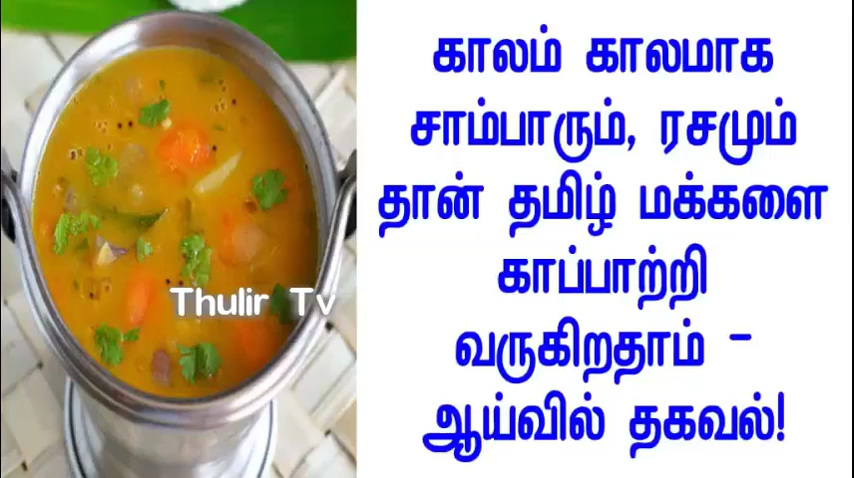 காலம் காலமாக
சாம்பாரும், ரசமும்
தான் தமிழ் மக்களை
காப்பாற்றி
வருகிறதாம் -
ஆய்வில் தகவல்!
Thulir Tv